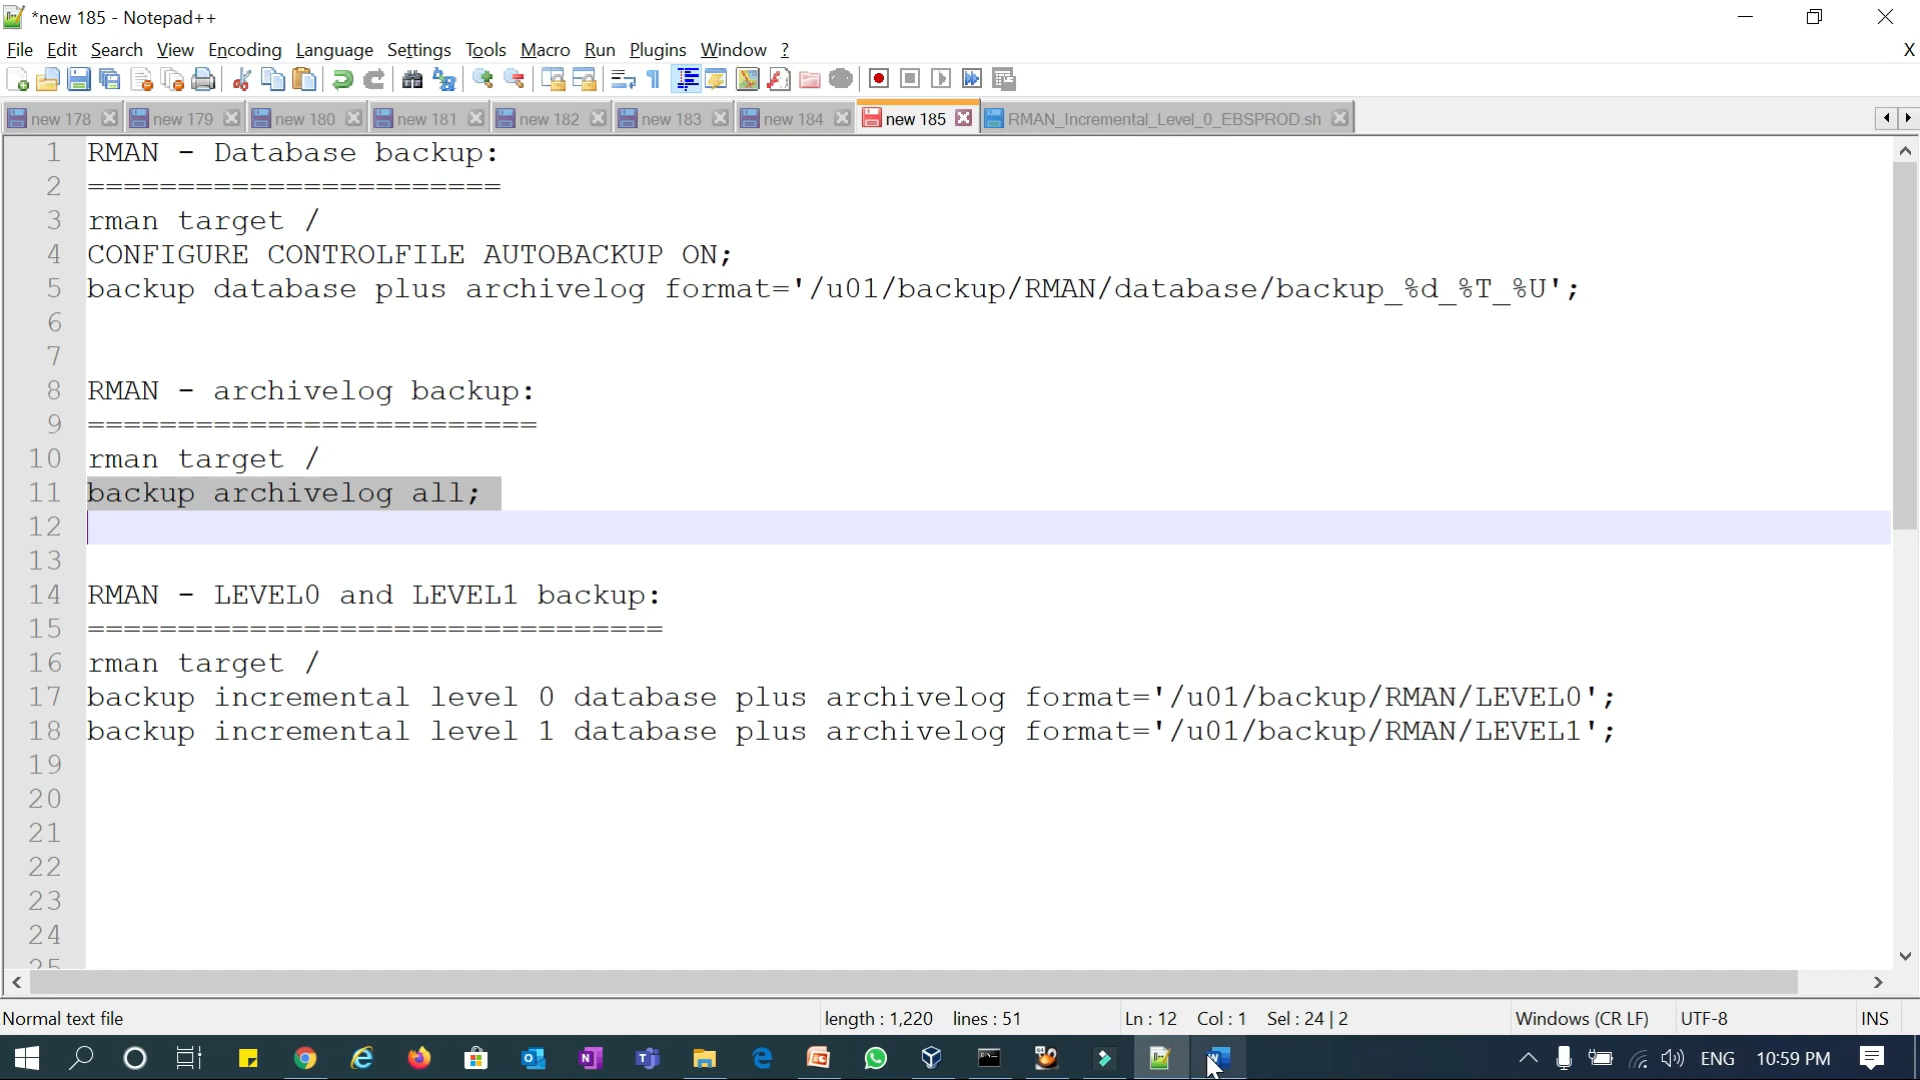 *new 185 - Notepad++
File Edit Search View Encoding Language Settings Tools Macro Run Plugins Window ? X
new 178 new 179 new 180 new 181 new 182 new 183 new 184 new 185 RMAN_Incremental_Level_0_EBSPROD.sh
1 RMAN - Database backup:
2 =======================
3 rman target /
4 CONFIGURE CONTROLFILE AUTOBACKUP ON;
5 backup database plus archivelog format='/u01/backup/RMAN/database/backup_%d_%T_%U';
6
7
8 RMAN - archivelog backup:
9 =========================
10 rman target /
11 backup archivelog all;
12
13
14 RMAN - LEVEL0 and LEVEL1 backup:
15 ================================
16 rman target /
17 backup incremental level 0 database plus archivelog format='/u01/backup/RMAN/LEVEL0';
18 backup incremental level 1 database plus archivelog format='/u01/backup/RMAN/LEVEL1';
19
20
21
22
23
24
25
Normal text file length : 1,220 lines : 51 Ln : 12 Col : 1 Sel : 24 | 2 Windows (CR LF) UTF-8 INS
ENG 10:59 PM